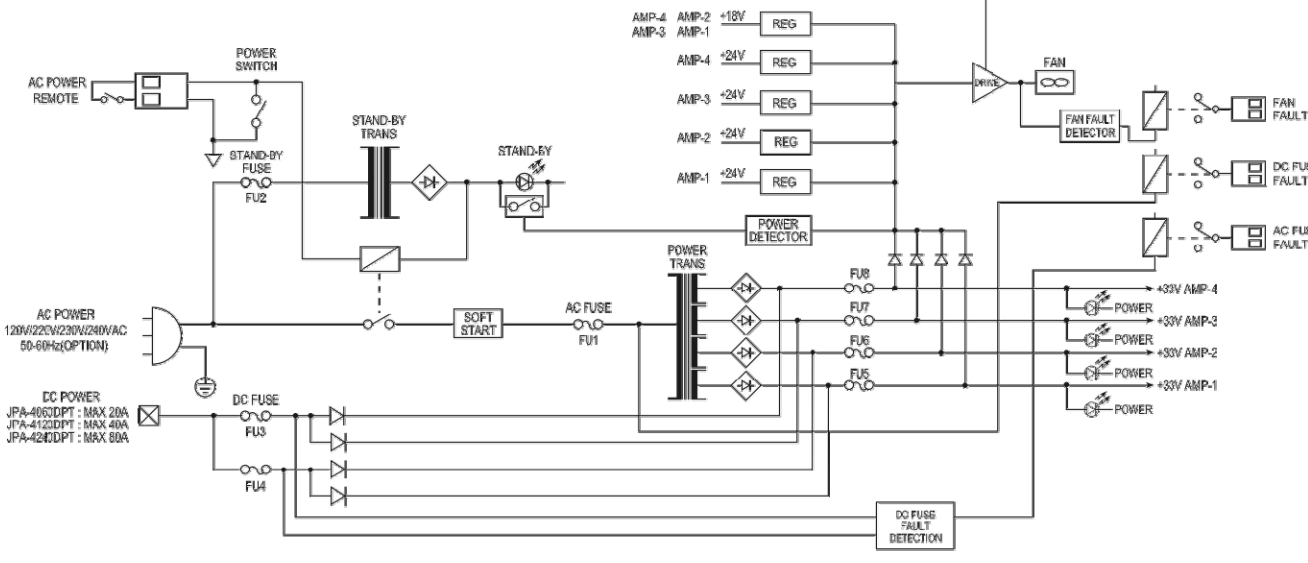 AMP-4 AMP-2 +18V
AMP-3 AMP-1
REG
AMP-4 +24V
REG
AMP-3 +24V
REG
AMP-2 +24V
REG
AMP-1 +24V
REG
POWER
SWITCH
AC POWER
REMOTE
STAND-BY
TRANS
STAND-BY
FUSE
FU2
STAND-BY
DRIVE
FAN
FAN FAULT
DETECTOR
FAN
FAULT
DC FUS
FAULT
AC FUS
FAULT
POWER
DETECTOR
POWER
TRANS
AC POWER
120V/220V/230V/240VAC
50-60Hz(OPTION)
SOFT
START
AC FUSE
FU1
FU8
FU7
FU6
FU5
+33V AMP-4
POWER
+33V AMP-3
POWER
+33V AMP-2
POWER
+33V AMP-1
POWER
DC POWER
JPA-4060DPT : MAX 20A
JPA-4120DPT : MAX 40A
JPA-4240DPT : MAX 80A
DC FUSE
FU3
FU4
DC FUSE
FAULT
DETECTION